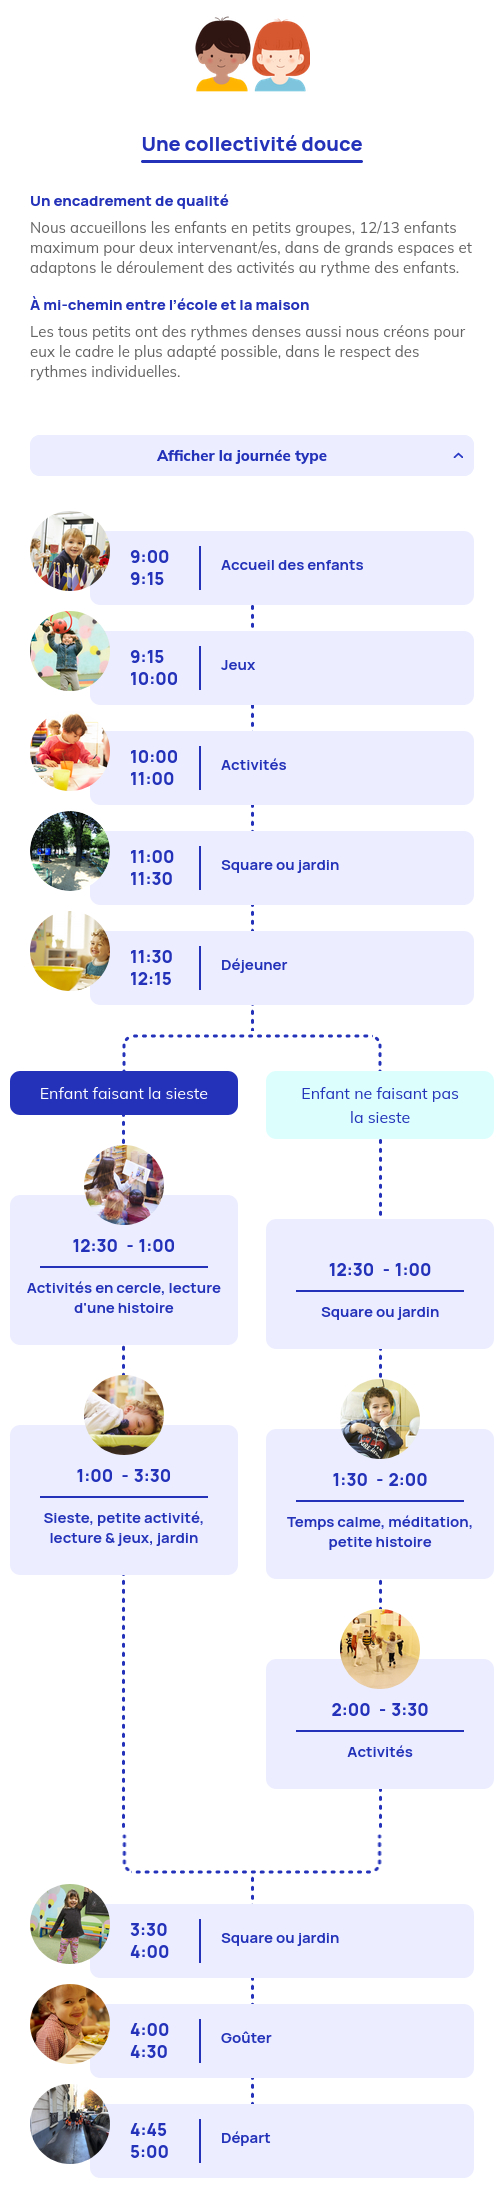 Une collectivité douce
Un encadrement de qualité
Nous accueillons les enfants en petits groupes, 12/13 enfants
maximum pour deux intervenant/es, dans de grands espaces et
adaptons le déroulement des activités au rythme des enfants.
À mi-chemin entre l'école et la maison
Les tous petits ont des rythmes denses aussi nous créons pour
eux le cadre le plus adapté possible, dans le respect des
rythmes individuelles.
Afficher la journée type
9:00
9:15
Accueil des enfants
9:15
10:00
Jeux
10:00
11:00
Activités
11:00
11:30
Square ou jardin
11:30
12:15
Déjeuner
Enfant faisant la sieste
12:30 - 1:00
Activités en cercle, lecture
d'une histoire
1:00 - 3:30
Sieste, petite activité,
lecture & jeux, jardin
Enfant ne faisant pas
la sieste
12:30 - 1:00
Square ou jardin
1:30 - 2:00
Temps calme, méditation,
petite histoire
2:00 - 3:30
Activités
3:30
4:00
Square ou jardin
4:00
4:30
Goûter
4:45
5:00
Départ